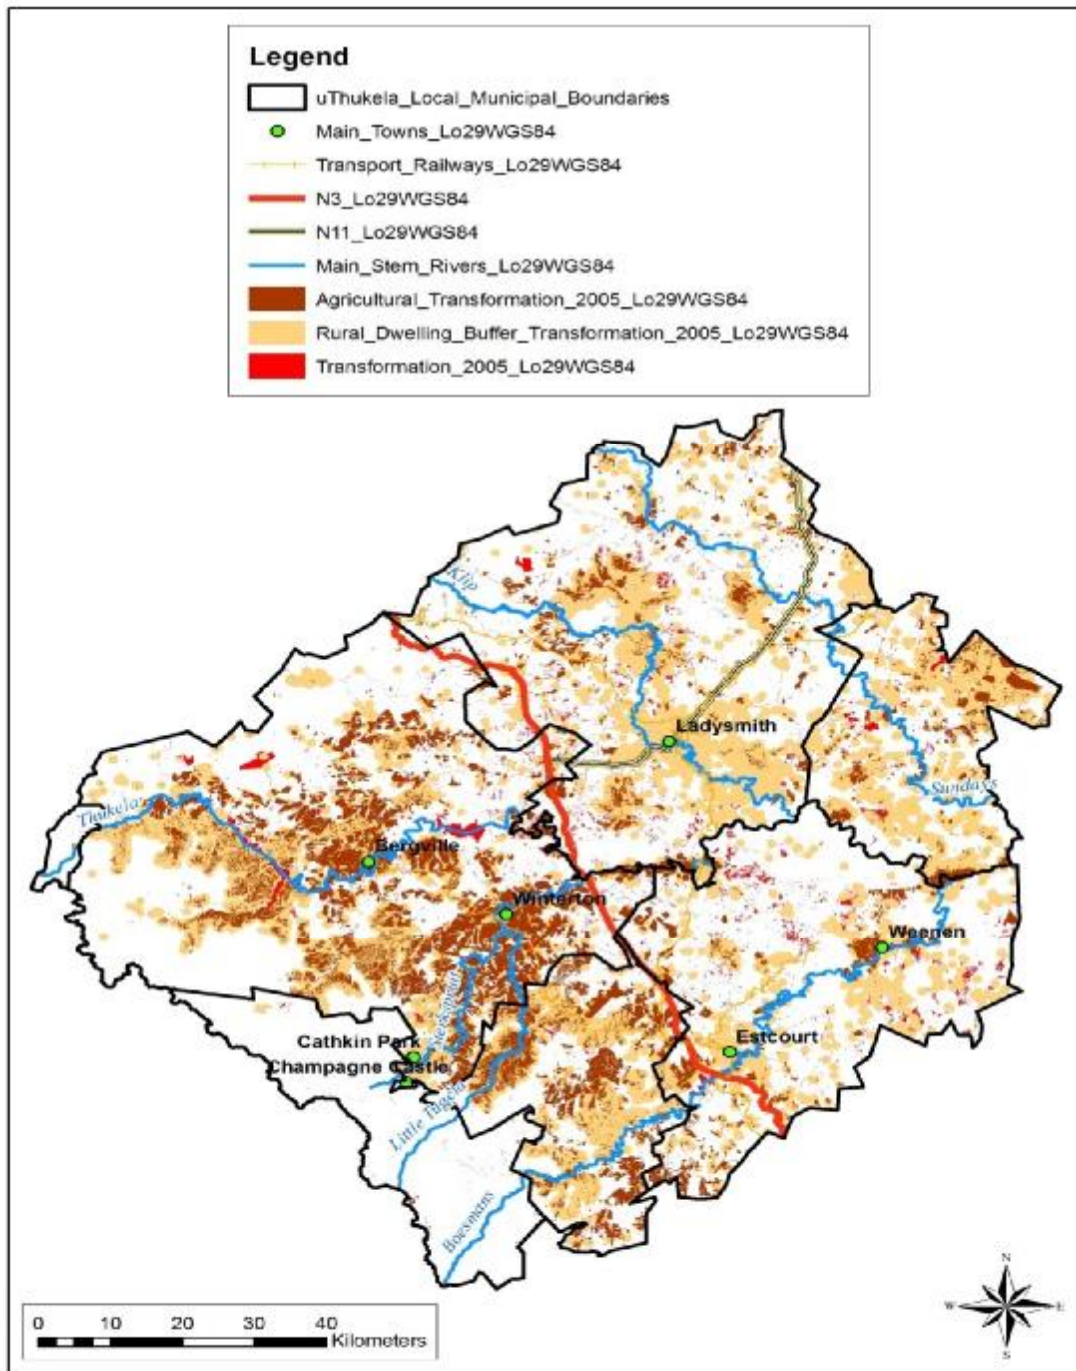 Legend
uThukela_Local_Municipal_Boundaries
Main_Towns_Lo29WGS84
Transport_Railways_Lo29WGS84
N3_Lo29WGS84
N11_Lo29WGS84
Main_Stem_Rivers_Lo29WGS84
Agricultural_Transformation_2005_Lo29WGS84
Rural_Dwelling_Buffer_Transformation_2005_Lo29WGS84
Transformation_2005_Lo29WGS84
Klip
Ladysmith
Sundays
Thukela
Bergville
Winterton
Weenen
Estcourt
Cathkin Park
Champagne Castle
Little Tugela
Boesmans
N
W
E
S
0 10 20 30 40
Kilometers